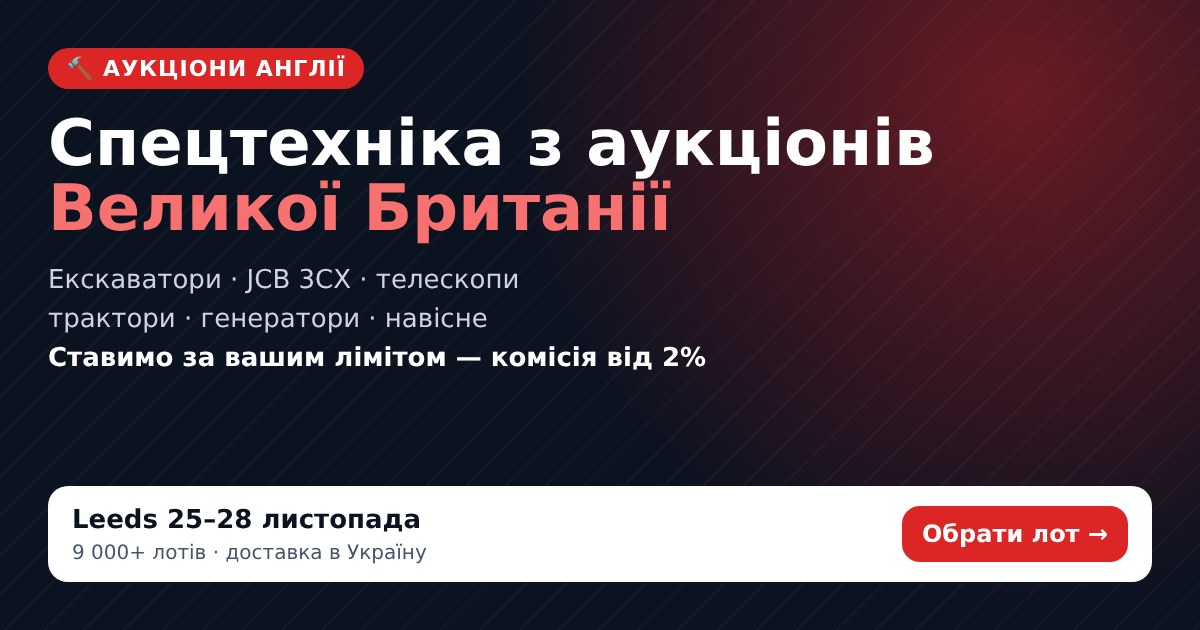 🔨 АУКЦІОНИ АНГЛІЇ
Спецтехніка з аукціонів
Великої Британії
Екскаватори · JCB 3CX · телескопи
трактори · генератори · навісне
Ставимо за вашим лімітом — комісія від 2%
Leeds 25–28 листопада
9 000+ лотів · доставка в Україну
Обрати лот →